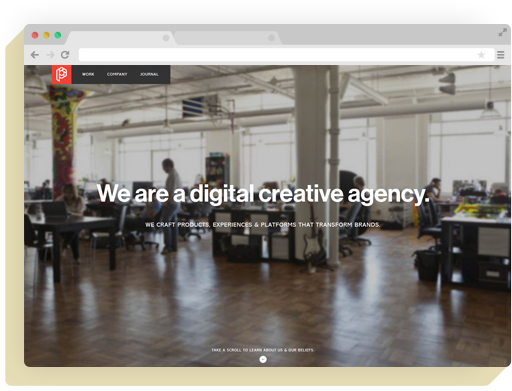 WORK COMPANY JOURNAL
We are a digital creative agency.
WE CRAFT PRODUCTS, EXPERIENCES & PLATFORMS THAT TRANSFORM BRANDS.
TAKE A SCROLL TO LEARN ABOUT US & OUR BELIEFS